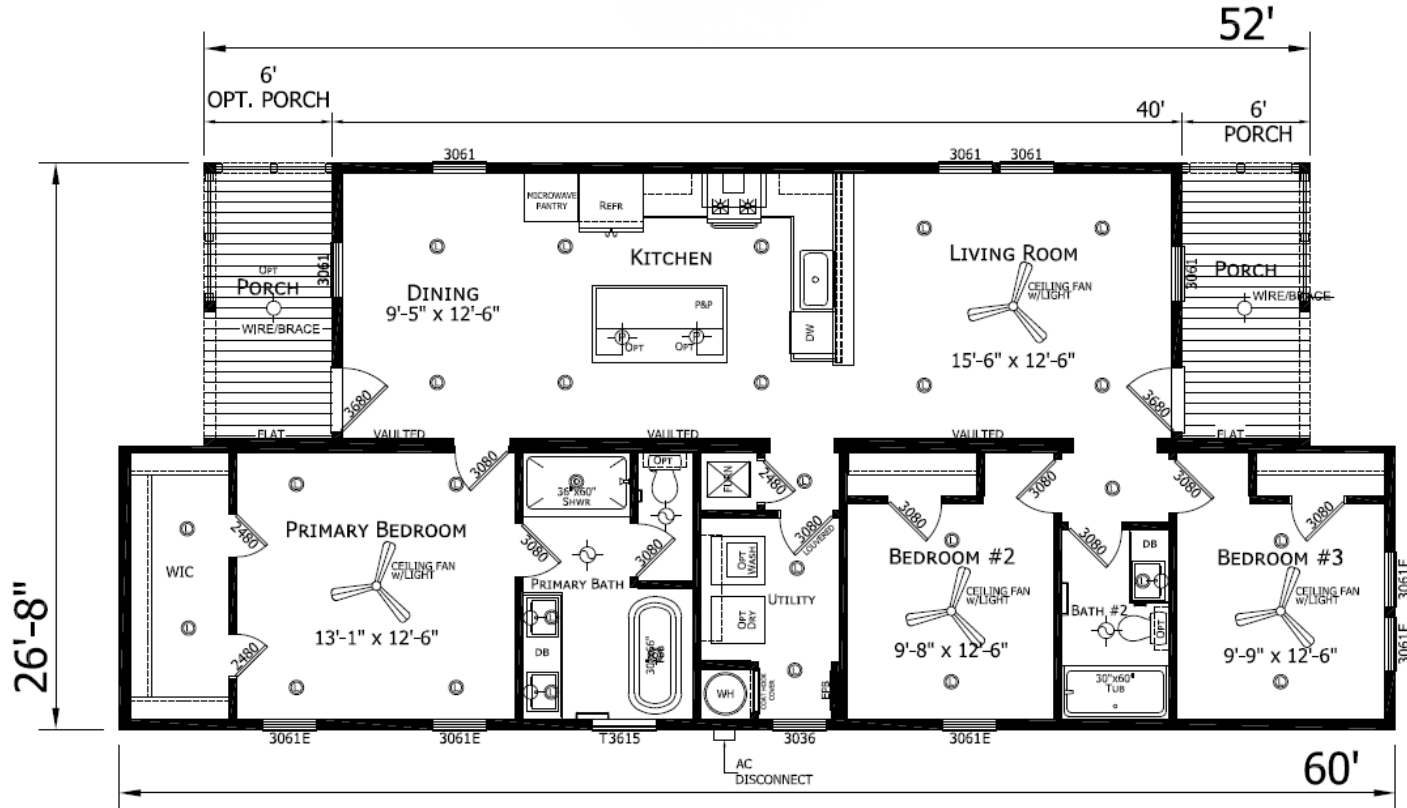 52'
6'
OPT. PORCH
40'
6'
PORCH
3061
3061
3061
MICROWAVE
PANTRY
REFR
KITCHEN
LIVING ROOM
CEILING FAN
w/LIGHT
15'-6" x 12'-6"
DINING
9'-5" x 12'-6"
P&P
P
OPT
P
OPT
DW
OPT
PORCH
WIRE/BRACE
3061
3061
PORCH
WIRE/BRACE
3680
3680
FLAT
VAULTED
VAULTED
VAULTED
FLAT
26'-8"
3080
36"x60"
SHWR
OPT
FURN
2480
3080
3080
2480
PRIMARY BEDROOM
CEILING FAN
w/LIGHT
13'-1" x 12'-6"
WIC
2480
3080
3080
PRIMARY BATH
DB
3080
LOUVERED
OPT
WASH
OPT
DRY
UTILITY
WH
COAT HOOK
COVER
EPB
3080
BEDROOM #2
CEILING FAN
w/LIGHT
9'-8" x 12'-6"
3080
DB
BATH #2
OPT
30"x60"
TUB
3080
BEDROOM #3
CEILING FAN
w/LIGHT
9'-9" x 12'-6"
3061E
3061E
3061E
3061E
T3615
3036
3061E
AC
DISCONNECT
60'